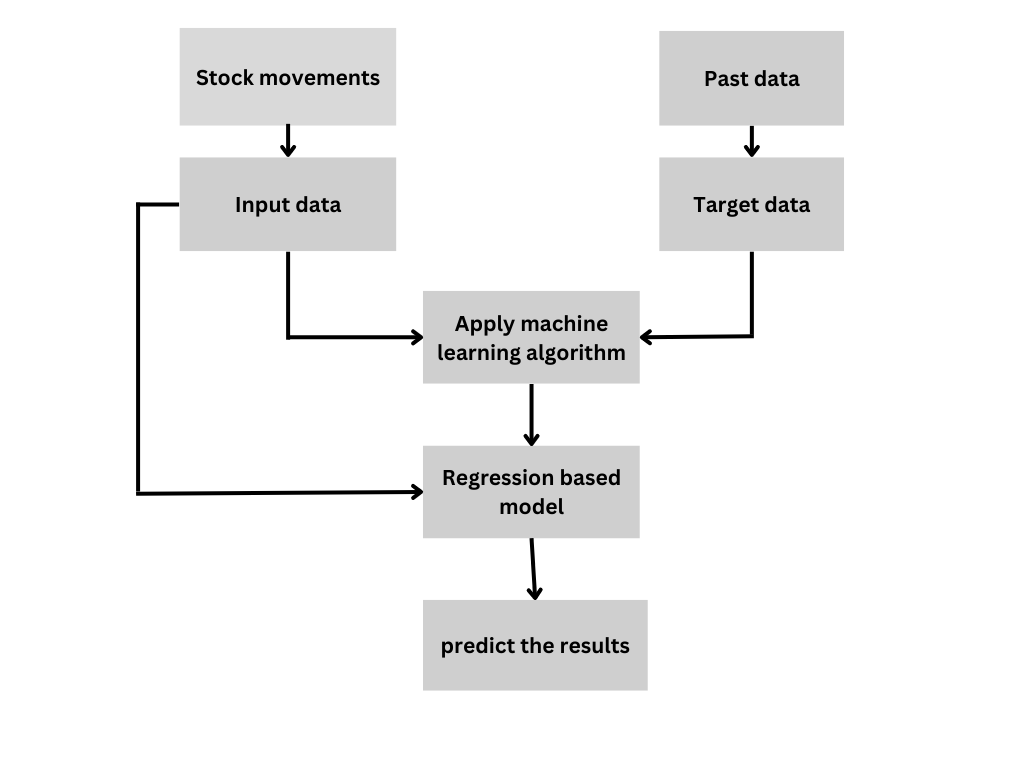 Stock movements
Past data
Input data
Target data
Apply machine
learning algorithm
Regression based
model
predict the results